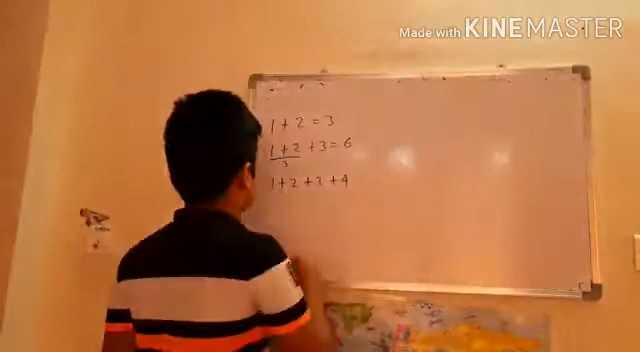 Made with KINEMASTER
1 + 2 = 3
1 + 2 + 3 = 6
3
1 + 2 + 3 + 4